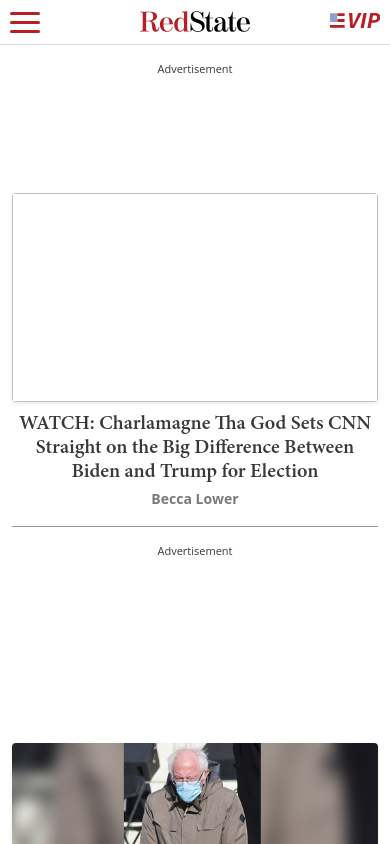 RedState
VIP
Advertisement
WATCH: Charlamagne Tha God Sets CNN
Straight on the Big Difference Between
Biden and Trump for Election
Becca Lower
Advertisement